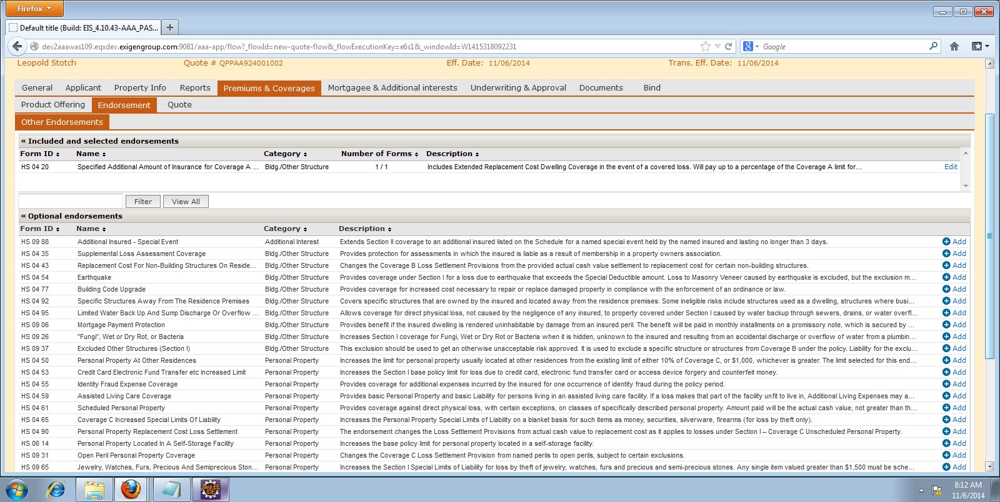 Firefox
Default title (Build: EIS_4.10.43-AAA_PAS...
dev2aaawas109.eqxdev.exigengroup.com:9081/aaa-app/flow?_flowId=new-quote-flow&_flowExecutionKey=e6s1&_windowId=W1415318092231
Google
Leopold Stotch Quote # QPPAA924001002 Eff. Date: 11/06/2014 Trans. Eff. Date: 11/06/2014
General Applicant Property Info Reports Premiums & Coverages Mortgagee & Additional interests Underwriting & Approval Documents Bind
Product Offering Endorsement Quote
Other Endorsements
« Included and selected endorsements
Form ID Name Category Number of Forms Description
HS 04 20 Specified Additional Amount of Insurance for Coverage A ... Bldg./Other Structure 1 / 1 Includes Extended Replacement Cost Dwelling Coverage in the event of a covered loss. Will pay up to a percentage of the Coverage A limit for... Edit
Filter View All
« Optional endorsements
Form ID Name Category Description
HS 09 88 Additional Insured - Special Event Additional Interest Extends Section II coverage to an additional insured listed on the Schedule for a named special event held by the named insured and lasting no longer than 3 days. Add
HS 04 35 Supplemental Loss Assessment Coverage Bldg./Other Structure Provides protection for assessments in which the insured is liable as a result of membership in a property owners association. Add
HS 04 43 Replacement Cost For Non-Building Structures On Reside... Bldg./Other Structure Changes the Coverage B Loss Settlement Provisions from the provided actual cash value settlement to replacement cost for certain non-building structures. Add
HS 04 54 Earthquake Bldg./Other Structure Provides coverage under Section I for a loss due to earthquake that exceeds the Special Deductible amount. Loss to Masonry Veneer caused by earthquake is excluded, but the exclusion m... Add
HS 04 77 Building Code Upgrade Bldg./Other Structure Provides coverage for increased cost necessary to repair or replace damaged property in compliance with the enforcement of an ordinance or law. Add
HS 04 92 Specific Structures Away From The Residence Premises Bldg./Other Structure Covers specific structures that are owned by the insured and located away from the residence premises. Some ineligible risks include structures used as a dwelling, structures where busi... Add
HS 04 95 Limited Water Back Up And Sump Discharge Or Overflow ... Bldg./Other Structure Allows coverage for direct physical loss, not caused by the negligence of any insured, to property covered under Section I caused by water backup through sewers, drains, or water overfl... Add
HS 09 06 Mortgage Payment Protection Bldg./Other Structure Provides benefit if the insured dwelling is rendered uninhabitable by damage from an insured peril. The benefit will be paid in monthly installments on a promissory note, which is secured by ... Add
HS 09 26 "Fungi", Wet or Dry Rot, or Bacteria Bldg./Other Structure Increases Section I coverage for Fungi, Wet or Dry Rot or Bacteria when it is hidden, unknown to the insured and resulting from an accidental discharge or overflow of water from a plumbin... Add
HS 09 37 Excluded Other Structures (Section I) Bldg./Other Structure This exclusion should be used to get an otherwise unacceptable risk approved. It is used to exclude a specific structure or structures from Coverage B under the policy. Liability for the exclu... Add
HS 04 50 Personal Property At Other Residences Personal Property Increases the limit for personal property usually located at other residences from the existing limit of either 10% of Coverage C, or $1,000, whichever is greater. The limit selected for this end... Add
HS 04 53 Credit Card Electronic Fund Transfer etc Increased Limit Personal Property Increases the Section I base policy limit for loss due to credit card, electronic fund transfer card or access device forgery and counterfeit money. Add
HS 04 55 Identity Fraud Expense Coverage Personal Property Provides coverage for additional expenses incurred by the insured for one occurrence of identity fraud during the policy period. Add
HS 04 59 Assisted Living Care Coverage Personal Property Provides basic Personal Property and basic Liability for persons living in an assisted living care facility. If a loss makes that part of the facility unfit to live in, Additional Living Expenses may a... Add
HS 04 61 Scheduled Personal Property Personal Property Provides coverage against direct physical loss, with certain exceptions, on classes of specifically described personal property. Amount paid will be the actual cash value, not greater than th... Add
HS 04 65 Coverage C Increased Special Limits Of Liability Personal Property Increases the Personal Property Special Limits of Liability on a blanket basis for such items as money, securities, silverware, firearms (for loss by theft only). Add
HS 04 90 Personal Property Replacement Cost Loss Settlement Personal Property The endorsement changes the Loss Settlement Provisions from actual cash value to replacement cost as it applies to losses under Section I – Coverage C Unscheduled Personal Property. Add
HS 06 14 Personal Property Located In A Self-Storage Facility Personal Property Increases the base policy limit for personal property located in a self-storage facility. Add
HS 09 31 Open Peril Personal Property Coverage Personal Property Changes the Coverage C Loss Settlement Provision from named perils to open perils, subject to certain exclusions. Add
HS 09 65 Jewelry, Watches, Furs, Precious And Semiprecious Ston... Personal Property Increases the Section I Special Limits of Liability for loss by theft of jewelry, watches, furs and precious and semi-precious stones. Any single item valued greater than $1,500 must be sche... Add
Java EE
IDE
8:12 AM
11/6/2014